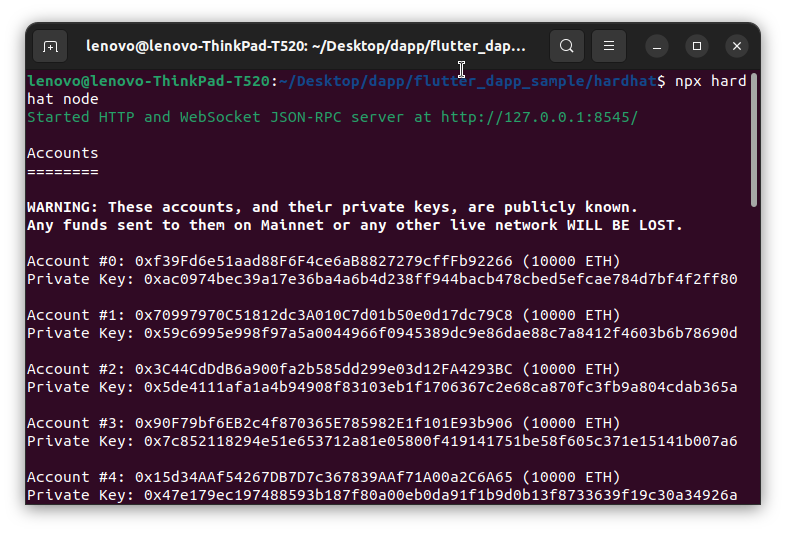 lenovo@lenovo-ThinkPad-T520: ~/Desktop/dapp/flutter_dap...
lenovo@lenovo-ThinkPad-T520:~/Desktop/dapp/flutter_dapp_sample/hardhat$ npx hard
hat node
Started HTTP and WebSocket JSON-RPC server at http://127.0.0.1:8545/
Accounts
========
WARNING: These accounts, and their private keys, are publicly known.
Any funds sent to them on Mainnet or any other live network WILL BE LOST.
Account #0: 0xf39Fd6e51aad88F6F4ce6aB8827279cffFb92266 (10000 ETH)
Private Key: 0xac0974bec39a17e36ba4a6b4d238ff944bacb478cbed5efcae784d7bf4f2ff80
Account #1: 0x70997970C51812dc3A010C7d01b50e0d17dc79C8 (10000 ETH)
Private Key: 0x59c6995e998f97a5a0044966f0945389dc9e86dae88c7a8412f4603b6b78690d
Account #2: 0x3C44CdDdB6a900fa2b585dd299e03d12FA4293BC (10000 ETH)
Private Key: 0x5de4111afa1a4b94908f83103eb1f1706367c2e68ca870fc3fb9a804cdab365a
Account #3: 0x90F79bf6EB2c4f870365E785982E1f101E93b906 (10000 ETH)
Private Key: 0x7c852118294e51e653712a81e05800f419141751be58f605c371e15141b007a6
Account #4: 0x15d34AAf54267DB7D7c367839AAf71A00a2C6A65 (10000 ETH)
Private Key: 0x47e179ec197488593b187f80a00eb0da91f1b9d0b13f8733639f19c30a34926a